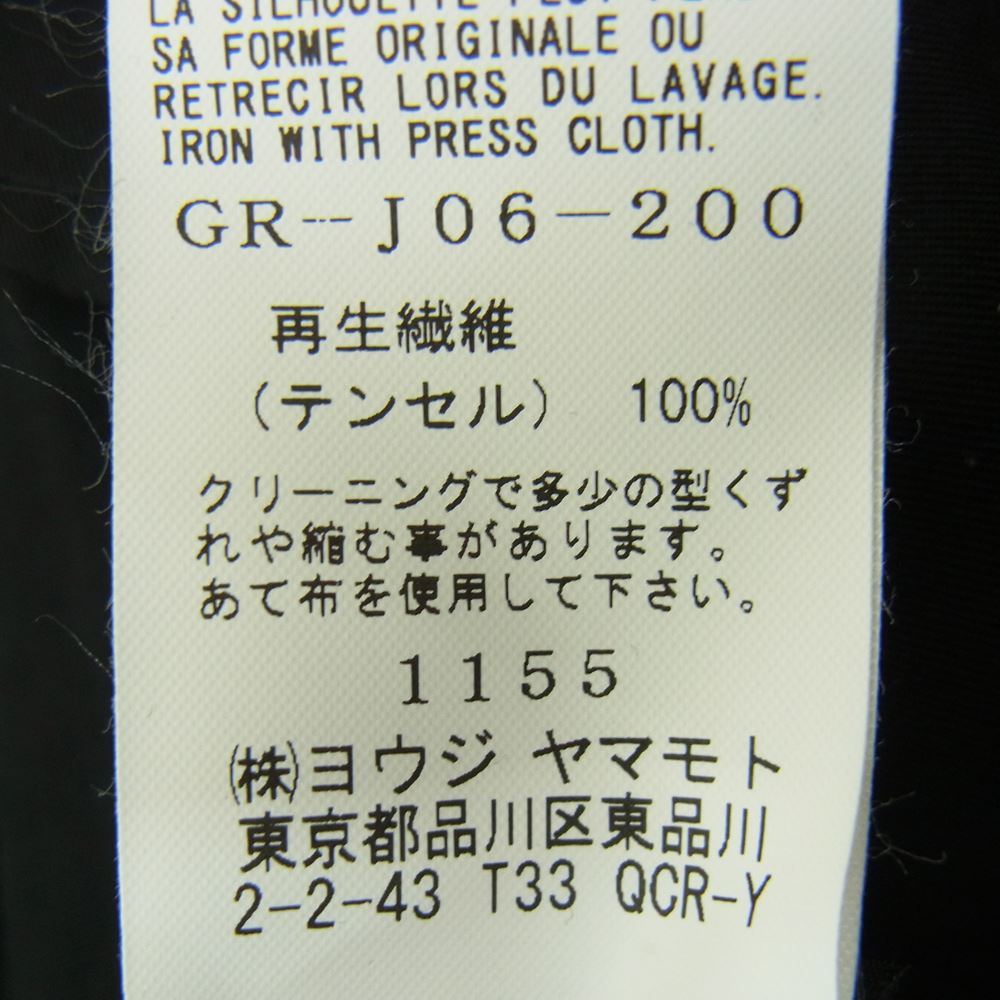 LA SILHOUETTE PEUT
SA FORME ORIGINALE OU
RETRECIR LORS DU LAVAGE.
IRON WITH PRESS CLOTH.
GR-J06-200
再生繊維
(テンセル) 100%
クリーニングで多少の型くず
れや縮む事があります。
あて布を使用して下さい。
1155
(株)ヨウジ ヤマモト
東京都品川区東品川
2-2-43 T33 QCR-Y